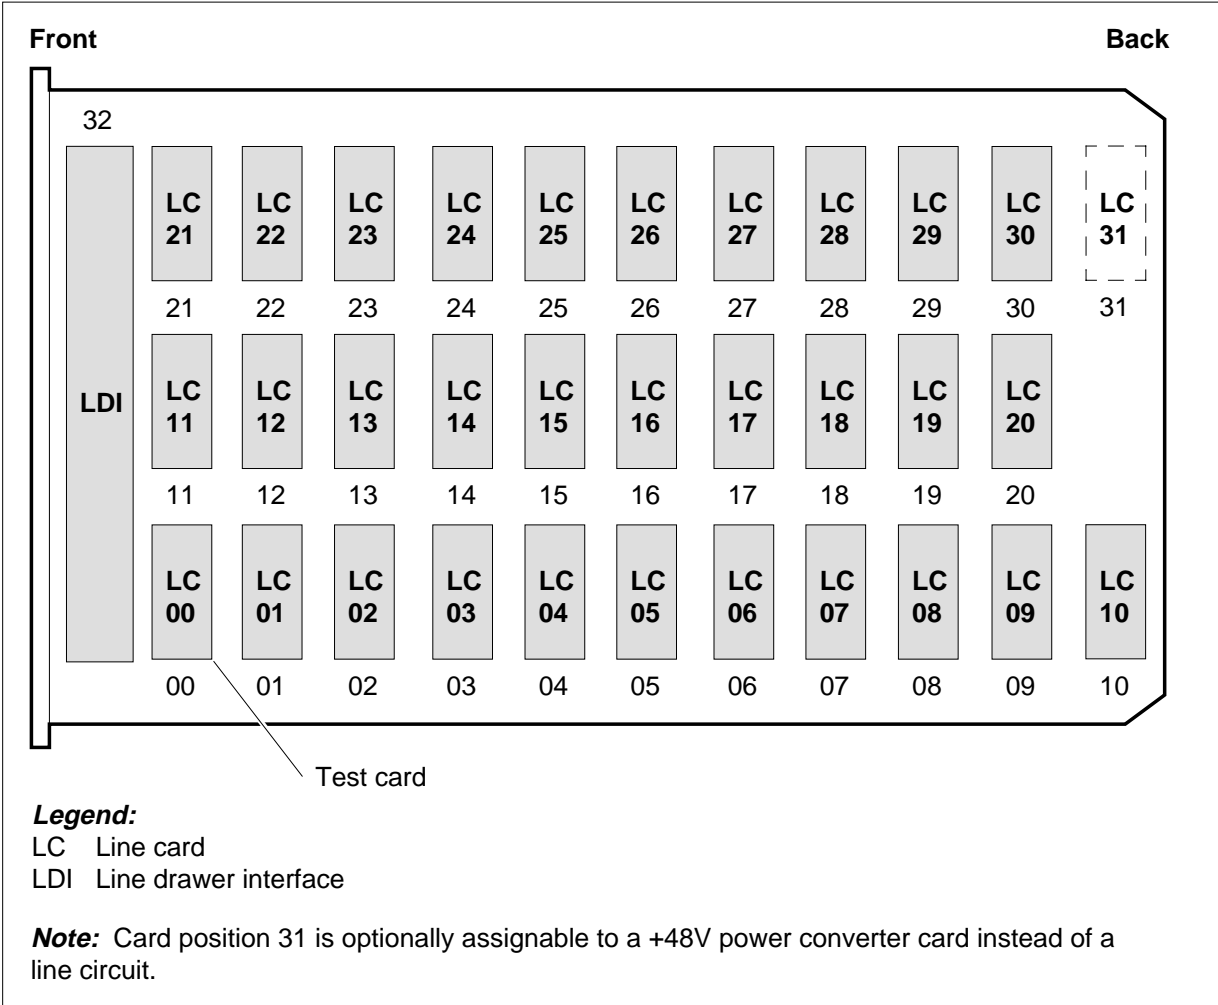 Front Back
32
LC LC LC LC LC LC LC LC LC LC LC
21 22 23 24 25 26 27 28 29 30 31
21 22 23 24 25 26 27 28 29 30 31
LDI
LC LC LC LC LC LC LC LC LC LC
11 12 13 14 15 16 17 18 19 20
11 12 13 14 15 16 17 18 19 20
LC LC LC LC LC LC LC LC LC LC LC
00 01 02 03 04 05 06 07 08 09 10
00 01 02 03 04 05 06 07 08 09 10
Test card
Legend:
LC Line card
LDI Line drawer interface
Note: Card position 31 is optionally assignable to a +48V power converter card instead of a
line circuit.